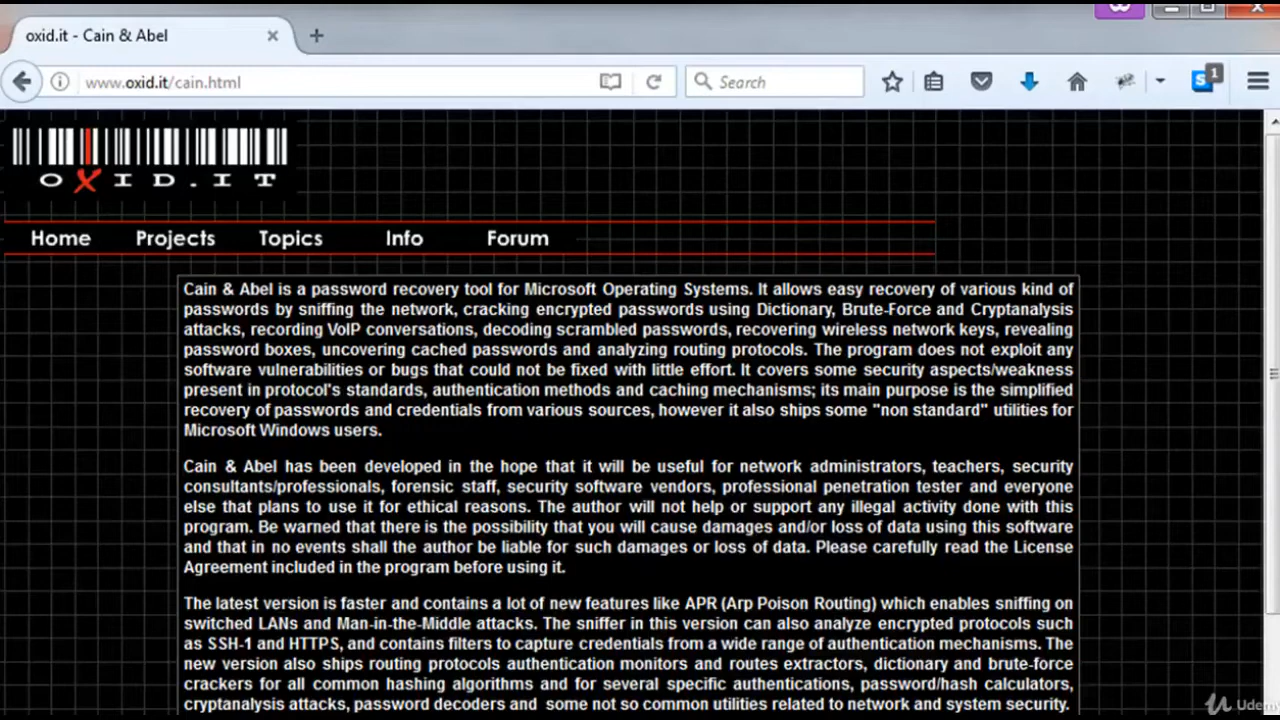 oxid.it - Cain & Abel
www.oxid.it/cain.html
Search
1
OXID.IT
Home Projects Topics Info Forum
Cain & Abel is a password recovery tool for Microsoft Operating Systems. It allows easy recovery of various kind of
passwords by sniffing the network, cracking encrypted passwords using Dictionary, Brute-Force and Cryptanalysis
attacks, recording VoIP conversations, decoding scrambled passwords, recovering wireless network keys, revealing
password boxes, uncovering cached passwords and analyzing routing protocols. The program does not exploit any
software vulnerabilities or bugs that could not be fixed with little effort. It covers some security aspects/weakness
present in protocol's standards, authentication methods and caching mechanisms; its main purpose is the simplified
recovery of passwords and credentials from various sources, however it also ships some "non standard" utilities for
Microsoft Windows users.
Cain & Abel has been developed in the hope that it will be useful for network administrators, teachers, security
consultants/professionals, forensic staff, security software vendors, professional penetration tester and everyone
else that plans to use it for ethical reasons. The author will not help or support any illegal activity done with this
program. Be warned that there is the possibility that you will cause damages and/or loss of data using this software
and that in no events shall the author be liable for such damages or loss of data. Please carefully read the License
Agreement included in the program before using it.
The latest version is faster and contains a lot of new features like APR (Arp Poison Routing) which enables sniffing on
switched LANs and Man-in-the-Middle attacks. The sniffer in this version can also analyze encrypted protocols such
as SSH-1 and HTTPS, and contains filters to capture credentials from a wide range of authentication mechanisms. The
new version also ships routing protocols authentication monitors and routes extractors, dictionary and brute-force
crackers for all common hashing algorithms and for several specific authentications, password/hash calculators,
cryptanalysis attacks, password decoders and some not so common utilities related to network and system security.